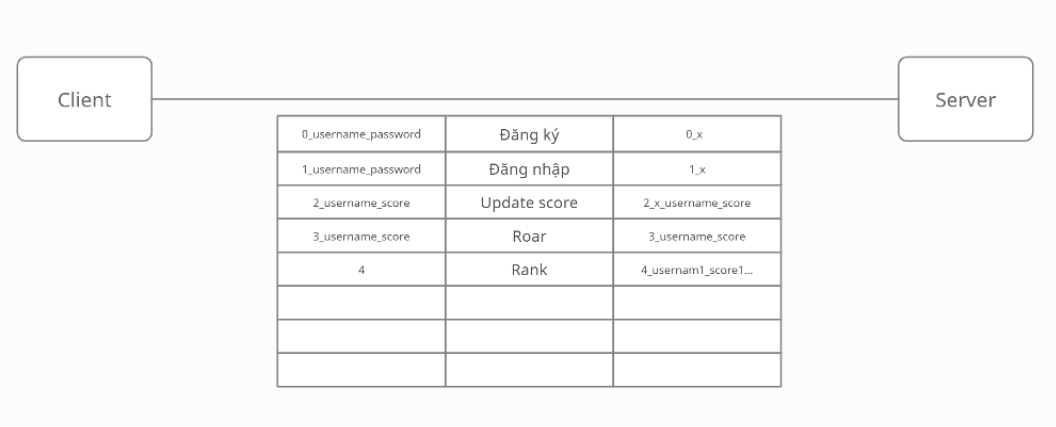 Client
Server
0_username_password Đăng ký 0_x
1_username_password Đăng nhập 1_x
2_username_score Update score 2_x_username_score
3_username_score Roar 3_username_score
4 Rank 4_usernam1_score1...